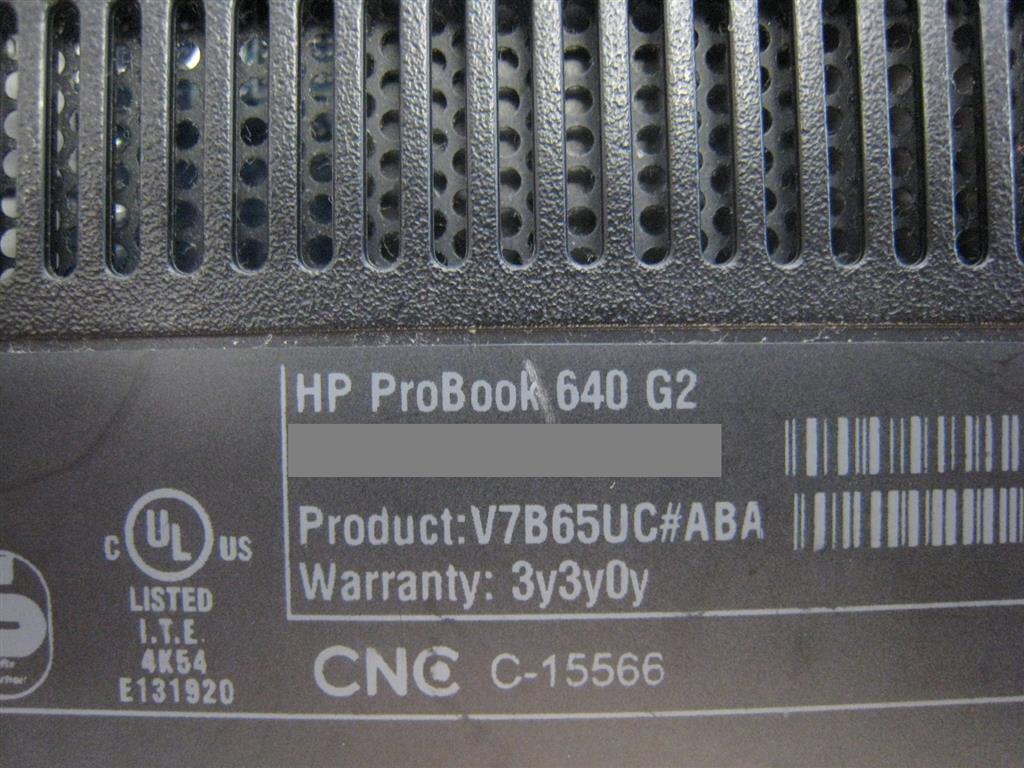 HP ProBook 640 G2
Product:V7B65UC#ABA
Warranty: 3y3y0y
C UL US
LISTED
I.T.E.
4K54
E131920
CNC C-15566